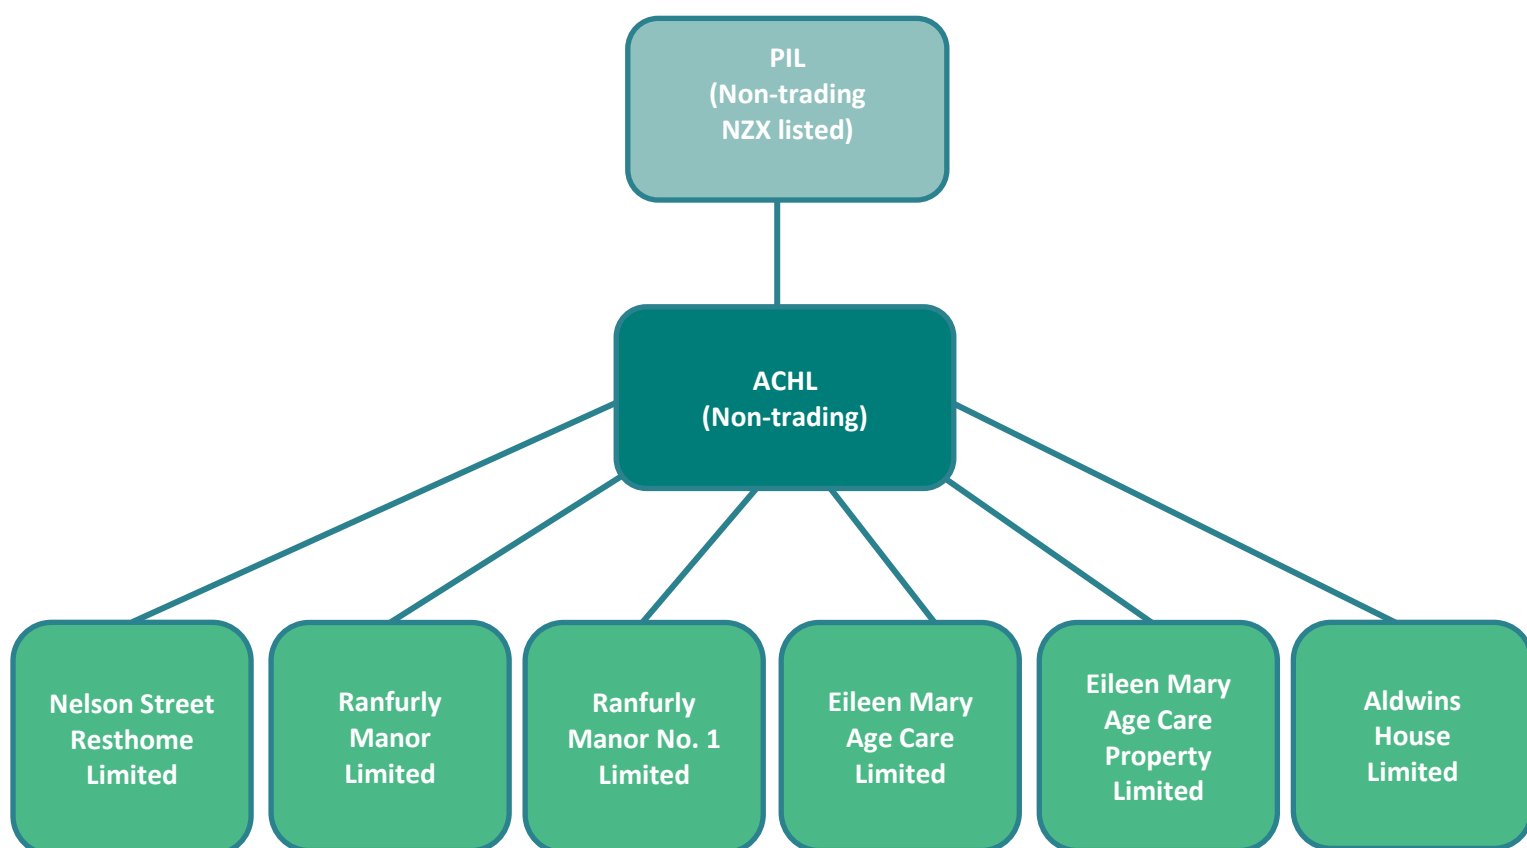 PIL
(Non-trading
NZX listed)
ACHL
(Non-trading)
Nelson Street
Resthome
Limited
Ranfurly
Manor
Limited
Ranfurly
Manor No. 1
Limited
Eileen Mary
Age Care
Limited
Eileen Mary
Age Care
Property
Limited
Aldwins
House
Limited